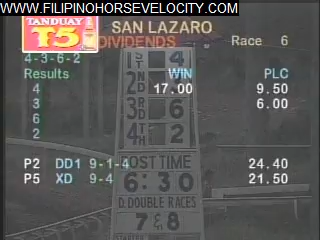 WWW.FILIPINOHORSEVELOCITY.COM
TANDUAY
T5
SAN LAZARO
DIVIDENDS Race 6
4-3-6-2
Results WIN PLC
4 17.00 9.50
3 6.00
6
2
1ST 4
2ND 3
3RD 6
4TH 2
POST TIME
P2 DD1 9-1-4 24.40
P5 XD 9-4 21.50
6:30
D.DOUBLE RACES
7 & 8